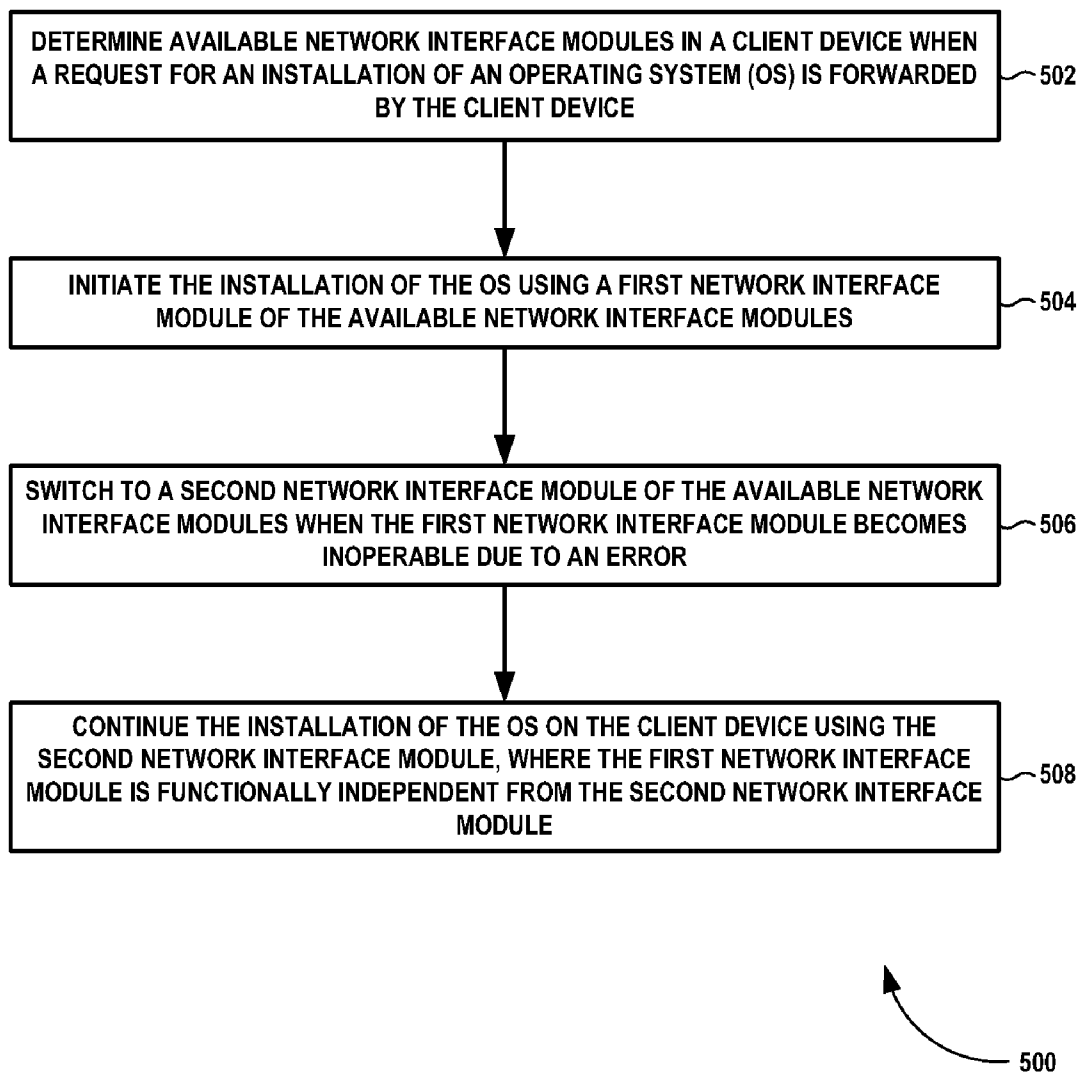 DETERMINE AVAILABLE NETWORK INTERFACE MODULES IN A CLIENT DEVICE WHEN
A REQUEST FOR AN INSTALLATION OF AN OPERATING SYSTEM (OS) IS FORWARDED
BY THE CLIENT DEVICE
502
INITIATE THE INSTALLATION OF THE OS USING A FIRST NETWORK INTERFACE
MODULE OF THE AVAILABLE NETWORK INTERFACE MODULES
504
SWITCH TO A SECOND NETWORK INTERFACE MODULE OF THE AVAILABLE NETWORK
INTERFACE MODULES WHEN THE FIRST NETWORK INTERFACE MODULE BECOMES
INOPERABLE DUE TO AN ERROR
506
CONTINUE THE INSTALLATION OF THE OS ON THE CLIENT DEVICE USING THE
SECOND NETWORK INTERFACE MODULE, WHERE THE FIRST NETWORK INTERFACE
MODULE IS FUNCTIONALLY INDEPENDENT FROM THE SECOND NETWORK INTERFACE
MODULE
508
500